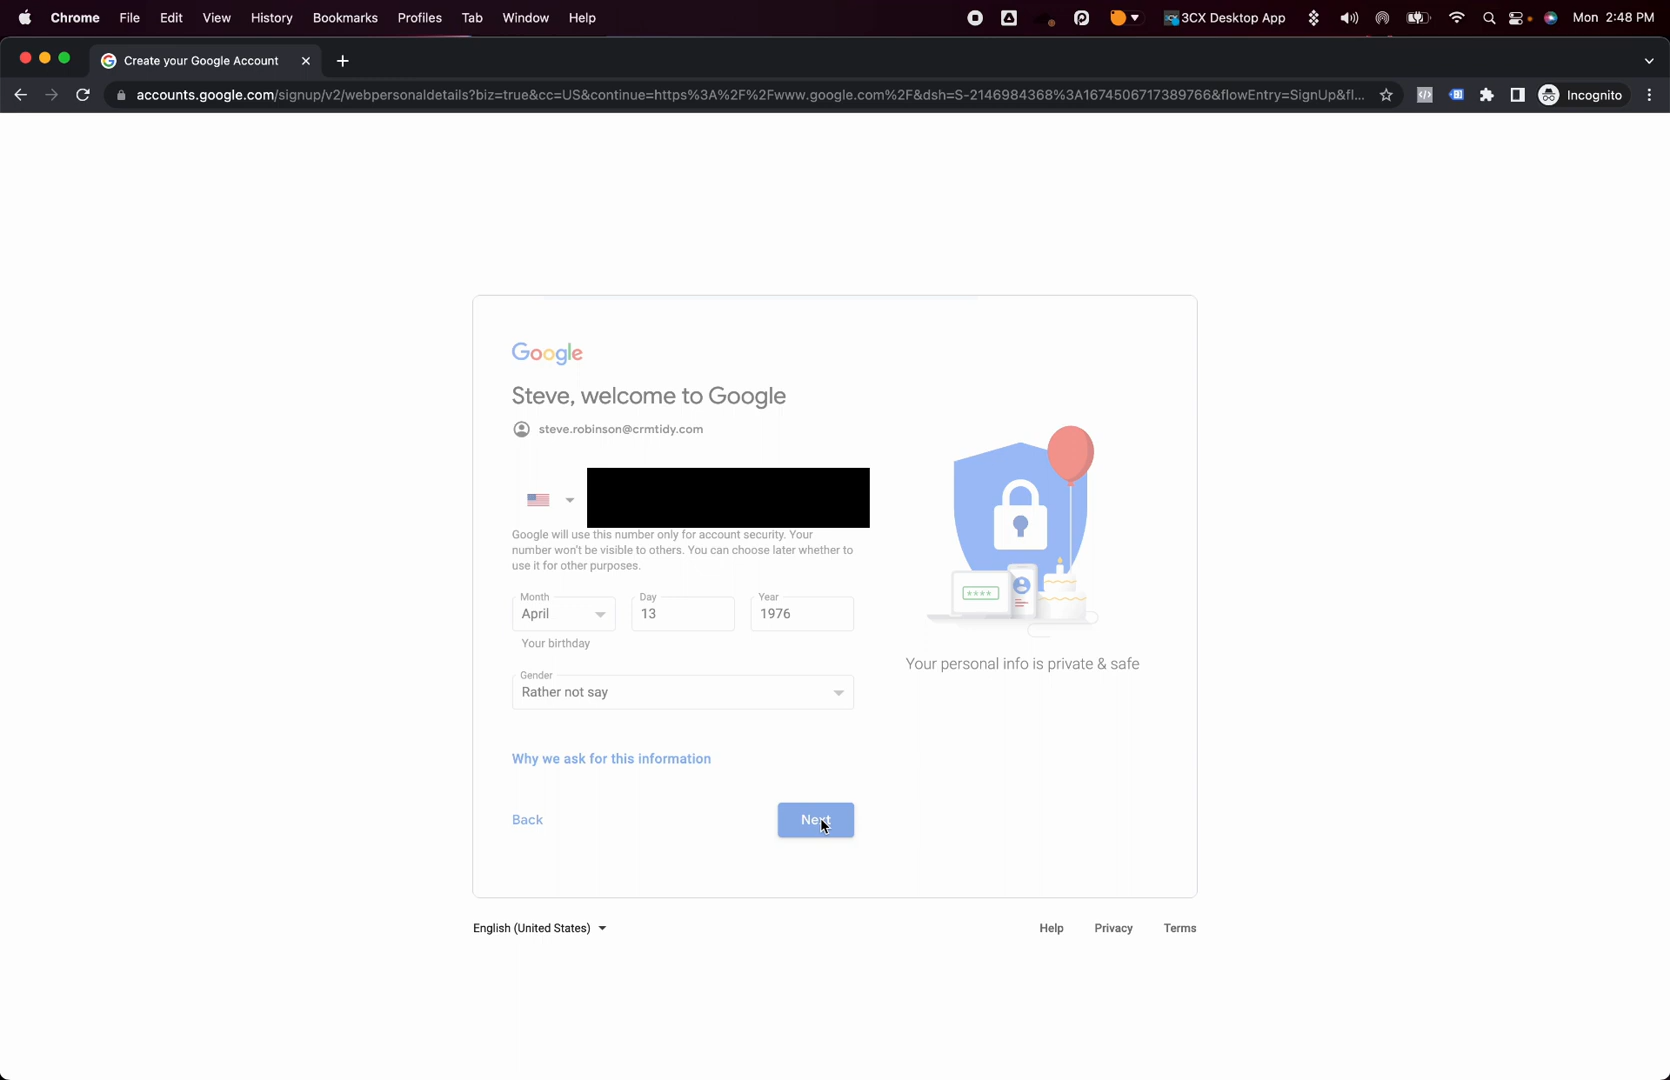 Chrome File Edit View History Bookmarks Profiles Tab Window Help 3CX Desktop App Mon 2:48 PM
Create your Google Account
accounts.google.com/signup/v2/webpersonaldetails?biz=true&cc=US&continue=https%3A%2F%2Fwww.google.com%2F&dsh=S-2146984368%3A1674506717389766&flowEntry=SignUp&fl... Incognito
Google
Steve, welcome to Google
steve.robinson@crmtidy.com
Google will use this number only for account security. Your
number won't be visible to others. You can choose later whether to
use it for other purposes.
Month Day Year
April 13 1976
Your birthday
Gender
Rather not say
Why we ask for this information
Back Next
****
Your personal info is private & safe
English (United States) Help Privacy Terms